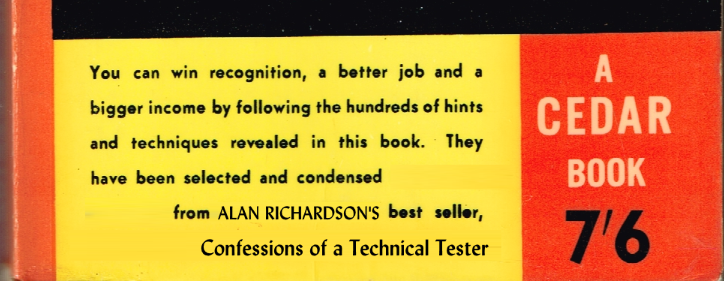 You can win recognition, a better job and a
bigger income by following the hundreds of hints
and techniques revealed in this book. They
have been selected and condensed
from ALAN RICHARDSON'S best seller,
Confessions of a Technical Tester
A
CEDAR
BOOK
7'6